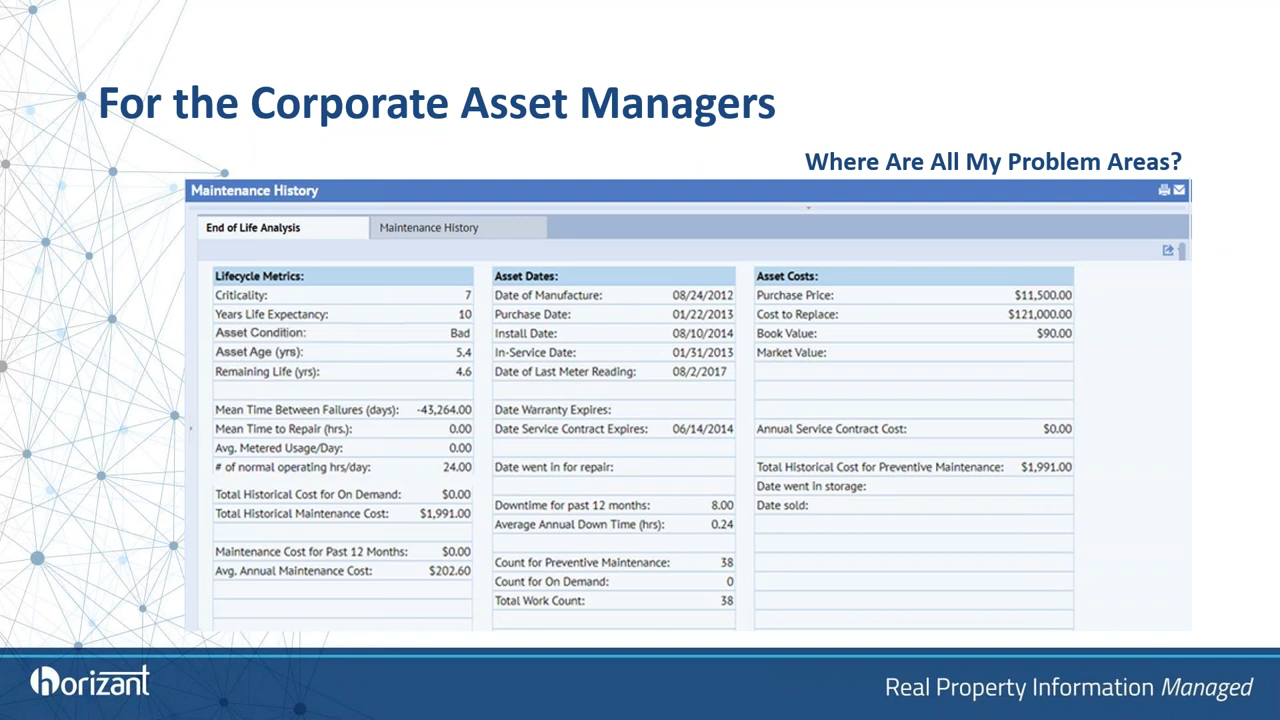 For the Corporate Asset Managers
Where Are All My Problem Areas?
Maintenance History
End of Life Analysis
Maintenance History
Lifecycle Metrics:
Criticality: 7
Years Life Expectancy: 10
Asset Condition: Bad
Asset Age (yrs): 5.4
Remaining Life (yrs): 4.6
Mean Time Between Failures (days): -43,264.00
Mean Time to Repair (hrs.): 0.00
Avg. Metered Usage/Day: 0.00
# of normal operating hrs/day: 24.00
Total Historical Cost for On Demand: $0.00
Total Historical Maintenance Cost: $1,991.00
Maintenance Cost for Past 12 Months: $0.00
Avg. Annual Maintenance Cost: $202.60
Asset Dates:
Date of Manufacture: 08/24/2012
Purchase Date: 01/22/2013
Install Date: 08/10/2014
In-Service Date: 01/31/2013
Date of Last Meter Reading: 08/2/2017
Date Warranty Expires:
Date Service Contract Expires: 06/14/2014
Date went in for repair:
Downtime for past 12 months: 8.00
Average Annual Down Time (hrs): 0.24
Count for Preventive Maintenance: 38
Count for On Demand: 0
Total Work Count: 38
Asset Costs:
Purchase Price: $11,500.00
Cost to Replace: $121,000.00
Book Value: $90.00
Market Value:
Annual Service Contract Cost: $0.00
Total Historical Cost for Preventive Maintenance: $1,991.00
Date went in storage:
Date sold:
horizant
Real Property Information Managed